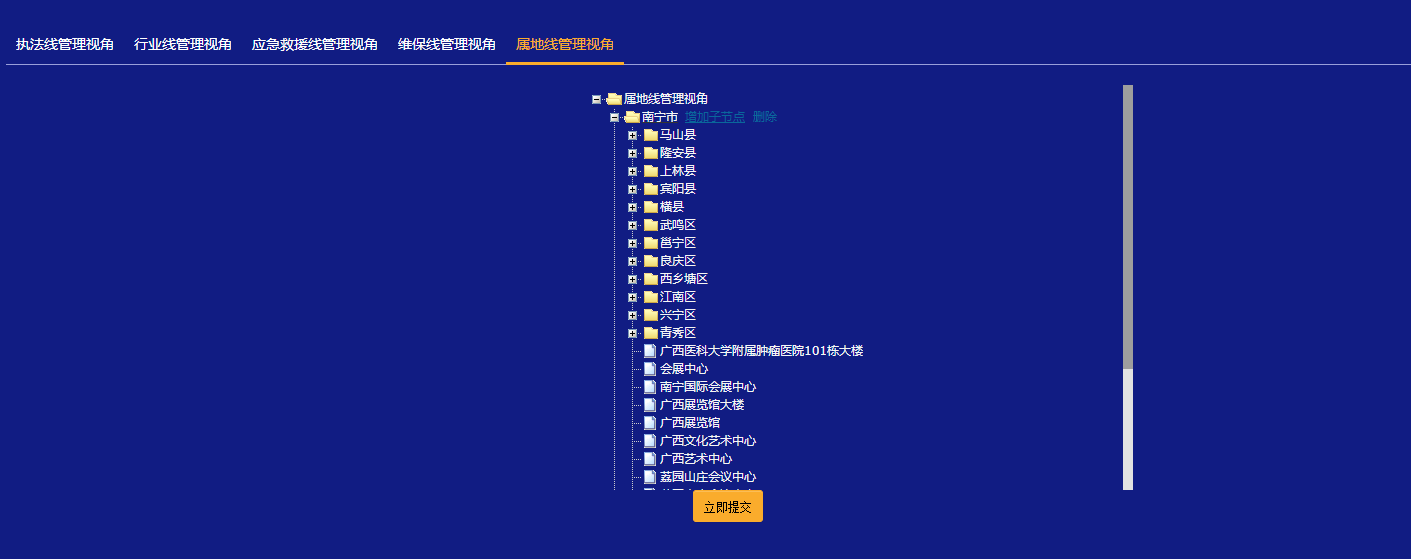 执法线管理视角 行业线管理视角 应急救援线管理视角 维保线管理视角 属地线管理视角
属地线管理视角
南宁市 增加子节点 删除
马山县
隆安县
上林县
宾阳县
横县
武鸣区
邕宁区
良庆区
西乡塘区
江南区
兴宁区
青秀区
广西医科大学附属肿瘤医院101栋大楼
会展中心
南宁国际会展中心
广西展览馆大楼
广西展览馆
广西文化艺术中心
广西艺术中心
荔园山庄会议中心
立即提交